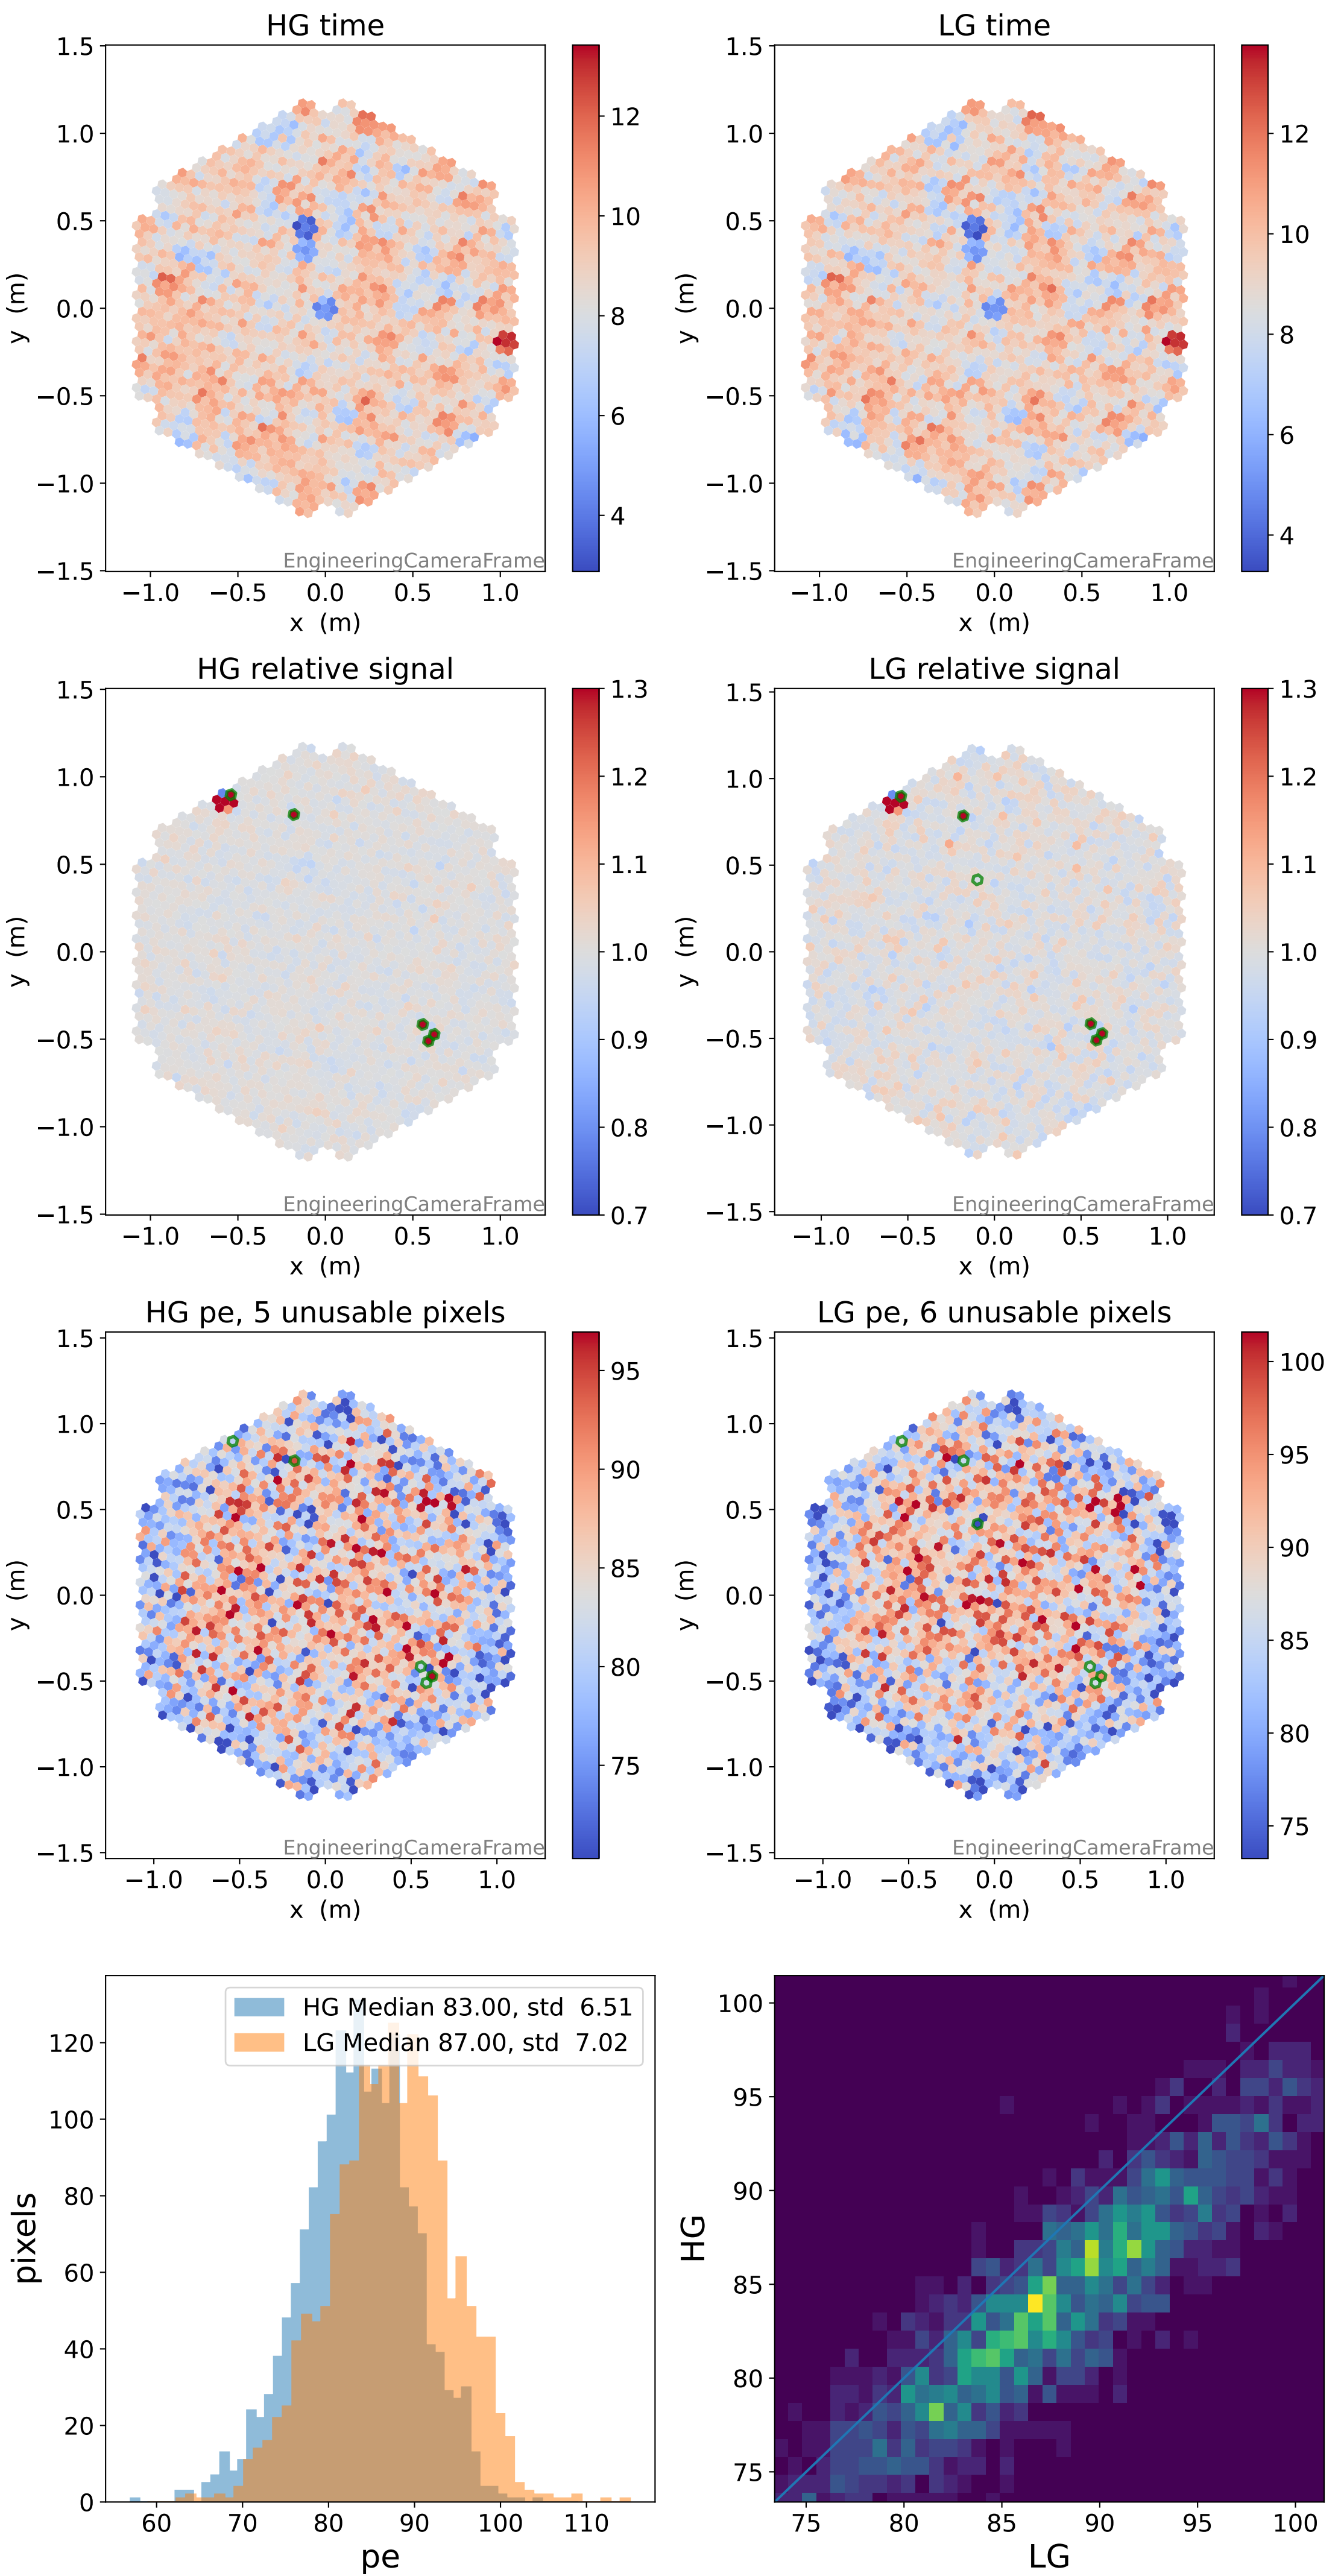 HG time
1.5
1.0
0.5
0.0
−0.5
−1.0
−1.5
y (m)
−1.0 −0.5 0.0 0.5 1.0
x (m)
EngineeringCameraFrame
12
10
8
6
4
LG time
1.5
1.0
0.5
0.0
−0.5
−1.0
−1.5
y (m)
−1.0 −0.5 0.0 0.5 1.0
x (m)
EngineeringCameraFrame
12
10
8
6
4
HG relative signal
1.5
1.0
0.5
0.0
−0.5
−1.0
−1.5
y (m)
−1.0 −0.5 0.0 0.5 1.0
x (m)
EngineeringCameraFrame
1.3
1.2
1.1
1.0
0.9
0.8
0.7
LG relative signal
1.5
1.0
0.5
0.0
−0.5
−1.0
−1.5
y (m)
−1.0 −0.5 0.0 0.5 1.0
x (m)
EngineeringCameraFrame
1.3
1.2
1.1
1.0
0.9
0.8
0.7
HG pe, 5 unusable pixels
1.5
1.0
0.5
0.0
−0.5
−1.0
−1.5
y (m)
−1.0 −0.5 0.0 0.5 1.0
x (m)
EngineeringCameraFrame
95
90
85
80
75
LG pe, 6 unusable pixels
1.5
1.0
0.5
0.0
−0.5
−1.0
−1.5
y (m)
−1.0 −0.5 0.0 0.5 1.0
x (m)
EngineeringCameraFrame
100
95
90
85
80
75
HG Median 83.00, std 6.51
LG Median 87.00, std 7.02
120
100
80
60
40
20
0
pixels
60 70 80 90 100 110
pe
100
95
90
85
80
75
HG
75 80 85 90 95 100
LG